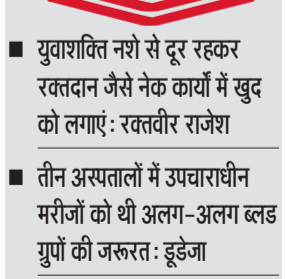 ■ युवाशक्ति नशे से दूर रहकर
रक्तदान जैसे नेक कार्यों में खुद
को लगाएं : रक्तवीर राजेश
■ तीन अस्पतालों में उपचाराधीन
मरीजों को थी अलग-अलग ब्लड
ग्रुपों की जरूरत : डूडेजा